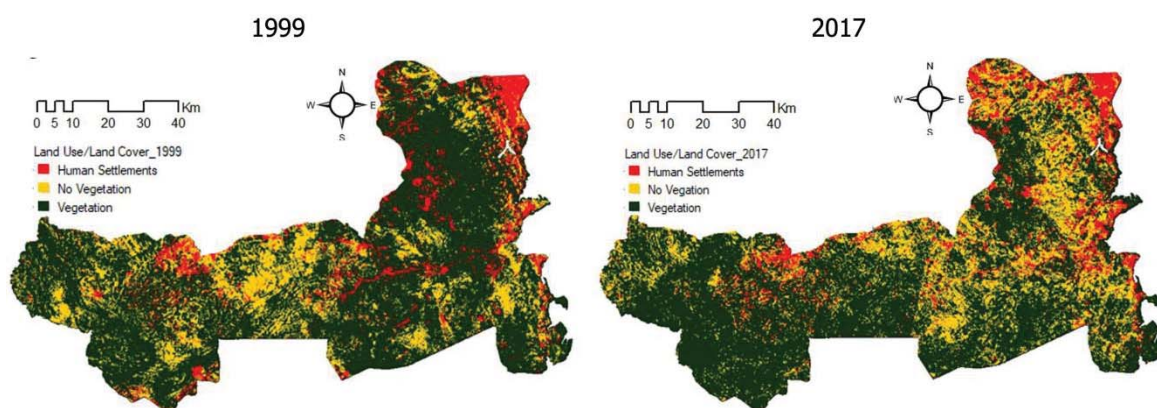 1999
N
W E
S
Km
0 5 10 20 30 40
Land Use/Land Cover_1999
Human Settlements
No Vegetation
Vegetation
2017
N
W E
S
Km
0 5 10 20 30 40
Land Use/Land Cover_2017
Human Settlements
No Vegation
Vegetation